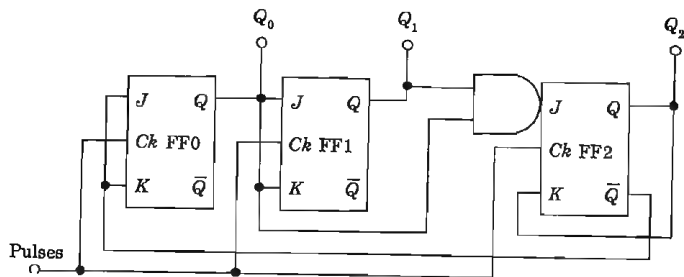 Q₀ Q₁ Q₂
J Q J Q J Q
Ck FF0 Ck FF1 Ck FF2
K Q̅ K Q̅ K Q̅
Pulses